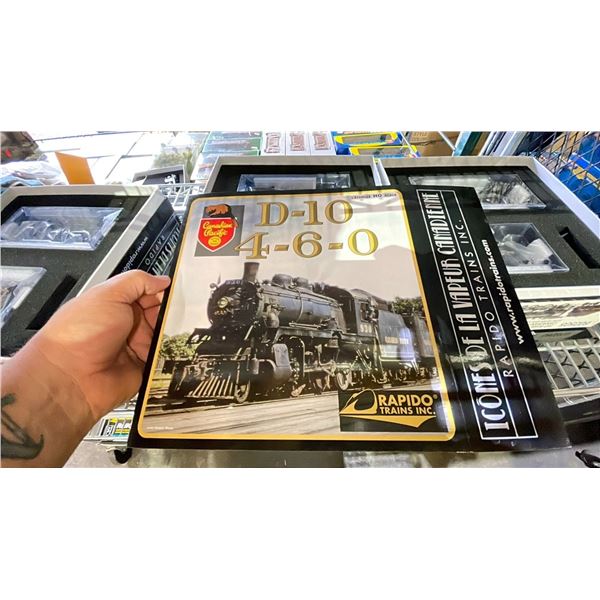 D-10
4-6-0
Canadian
Pacific
RAPIDO
TRAINS INC.
ICONES DE LA VAPEUR CANADIENNE
RAPIDO TRAINS INC.
www.rapidotrains.com